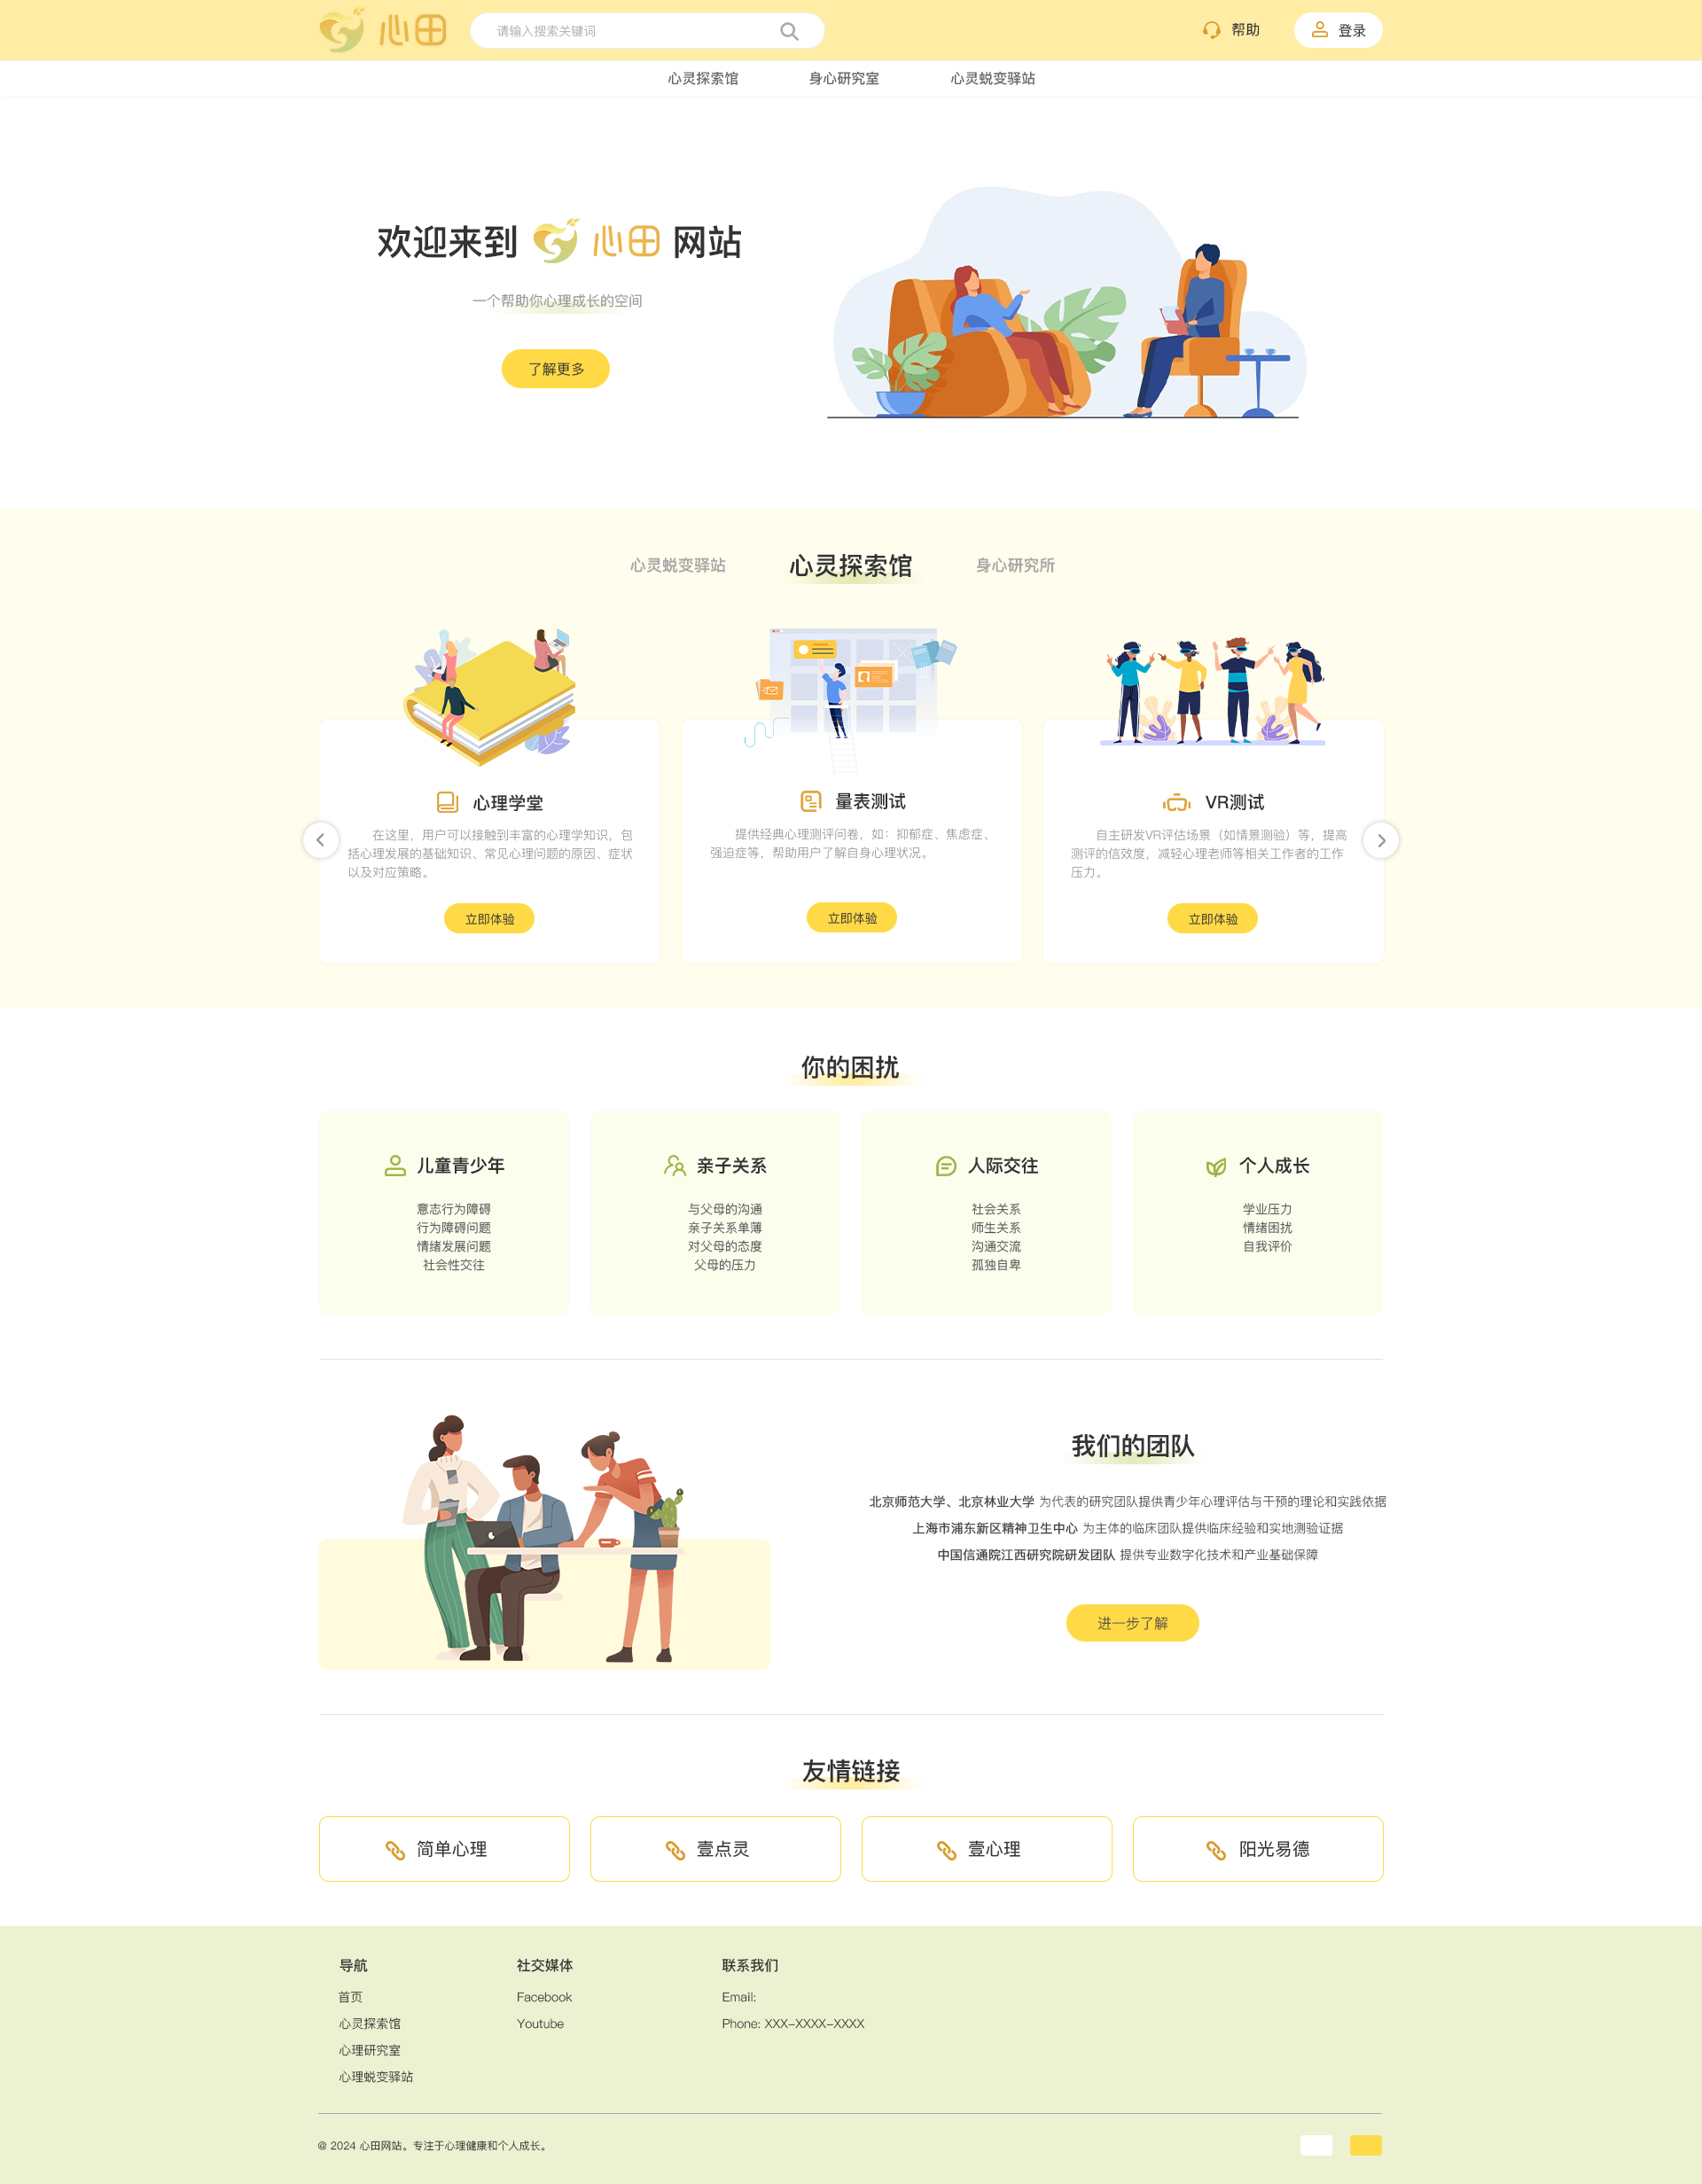 心田
请输入搜索关键词
帮助
登录
心灵探索馆
身心研究室
心灵蜕变驿站
欢迎来到 心田 网站
一个帮助你心理成长的空间
了解更多
心灵蜕变驿站
心灵探索馆
身心研究所
心理学堂
在这里，用户可以接触到丰富的心理学知识，包
括心理发展的基础知识、常见心理问题的原因、症状
以及对应策略。
立即体验
量表测试
提供经典心理测评问卷，如：抑郁症、焦虑症、
强迫症等，帮助用户了解自身心理状况。
立即体验
VR测试
自主研发VR评估场景（如情景测验）等，提高
测评的信效度，减轻心理老师等相关工作者的工作
压力。
立即体验
你的困扰
儿童青少年
意志行为障碍
行为障碍问题
情绪发展问题
社会性交往
亲子关系
与父母的沟通
亲子关系单薄
对父母的态度
父母的压力
人际交往
社会关系
师生关系
沟通交流
孤独自卑
个人成长
学业压力
情绪困扰
自我评价
我们的团队
北京师范大学、北京林业大学 为代表的研究团队提供青少年心理评估与干预的理论和实践依据
上海市浦东新区精神卫生中心 为主体的临床团队提供临床经验和实地测验证据
中国信通院江西研究院研发团队 提供专业数字化技术和产业基础保障
进一步了解
友情链接
简单心理
壹点灵
壹心理
阳光易德
导航
首页
心灵探索馆
心理研究室
心理蜕变驿站
社交媒体
Facebook
Youtube
联系我们
Email:
Phone: XXX-XXXX-XXXX
@ 2024 心田网站。专注于心理健康和个人成长。